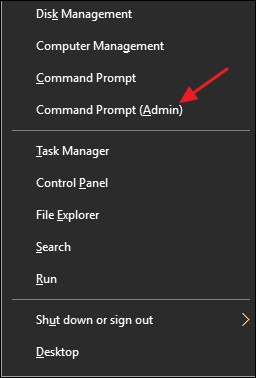 Disk Management
Computer Management
Command Prompt
Command Prompt (Admin)
Task Manager
Control Panel
File Explorer
Search
Run
Shut down or sign out
Desktop